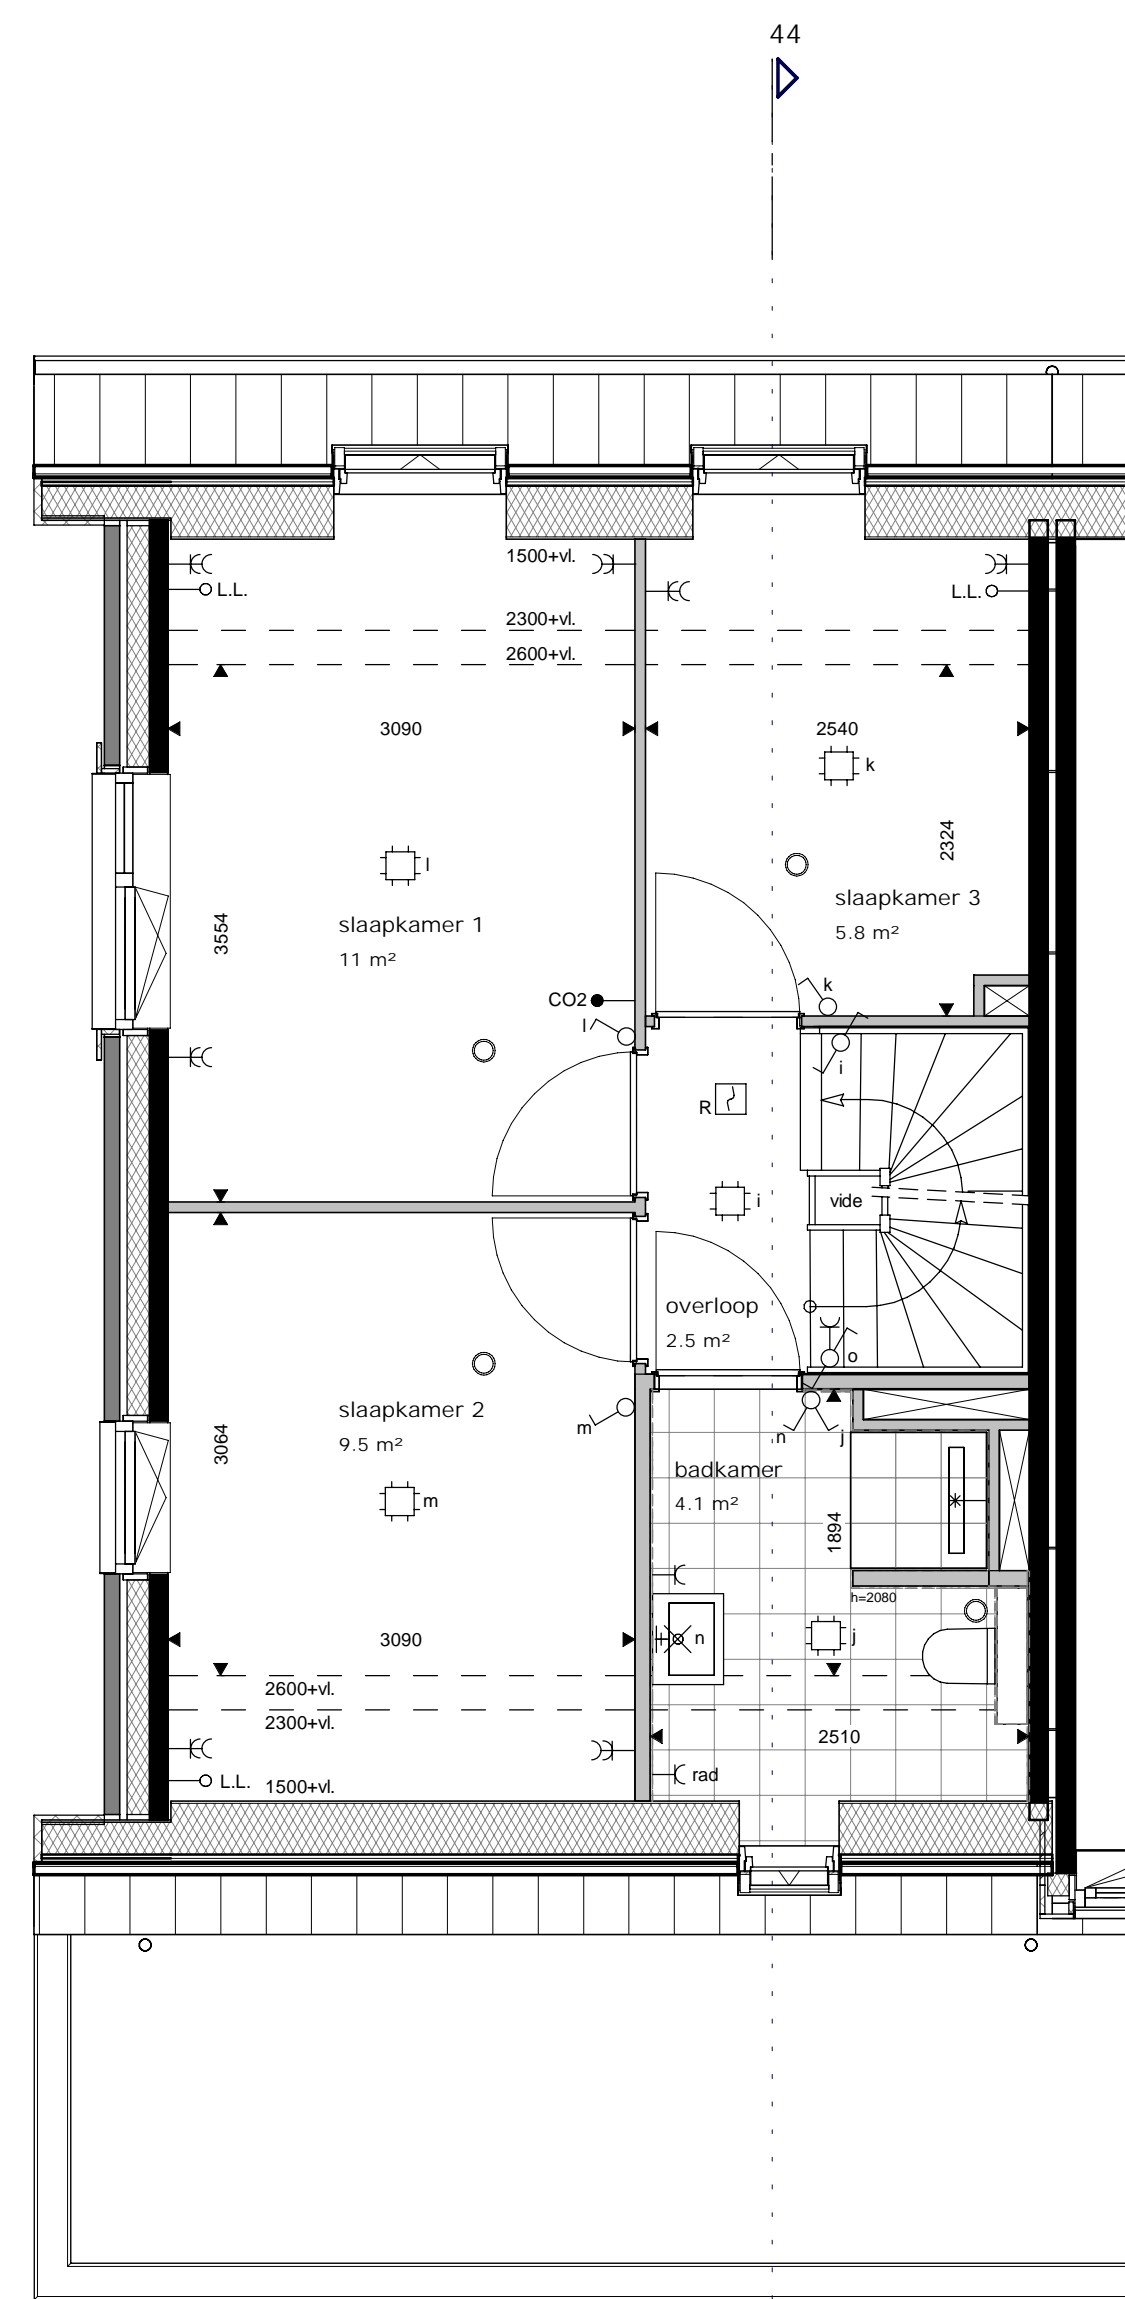 44
1500+vl.
L.L.
L.L.
2300+vl.
2600+vl.
3090
2540
k
l
2324
slaapkamer 3
5.8 m²
slaapkamer 1
11 m²
3554
k
CO2
l
i
R
i
vide
overloop
2.5 m²
o
slaapkamer 2
9.5 m²
m
n
j
3064
badkamer
4.1 m²
m
1894
h=2080
3090
n
j
2600+vl.
2300+vl.
2510
rad
L.L.
1500+vl.